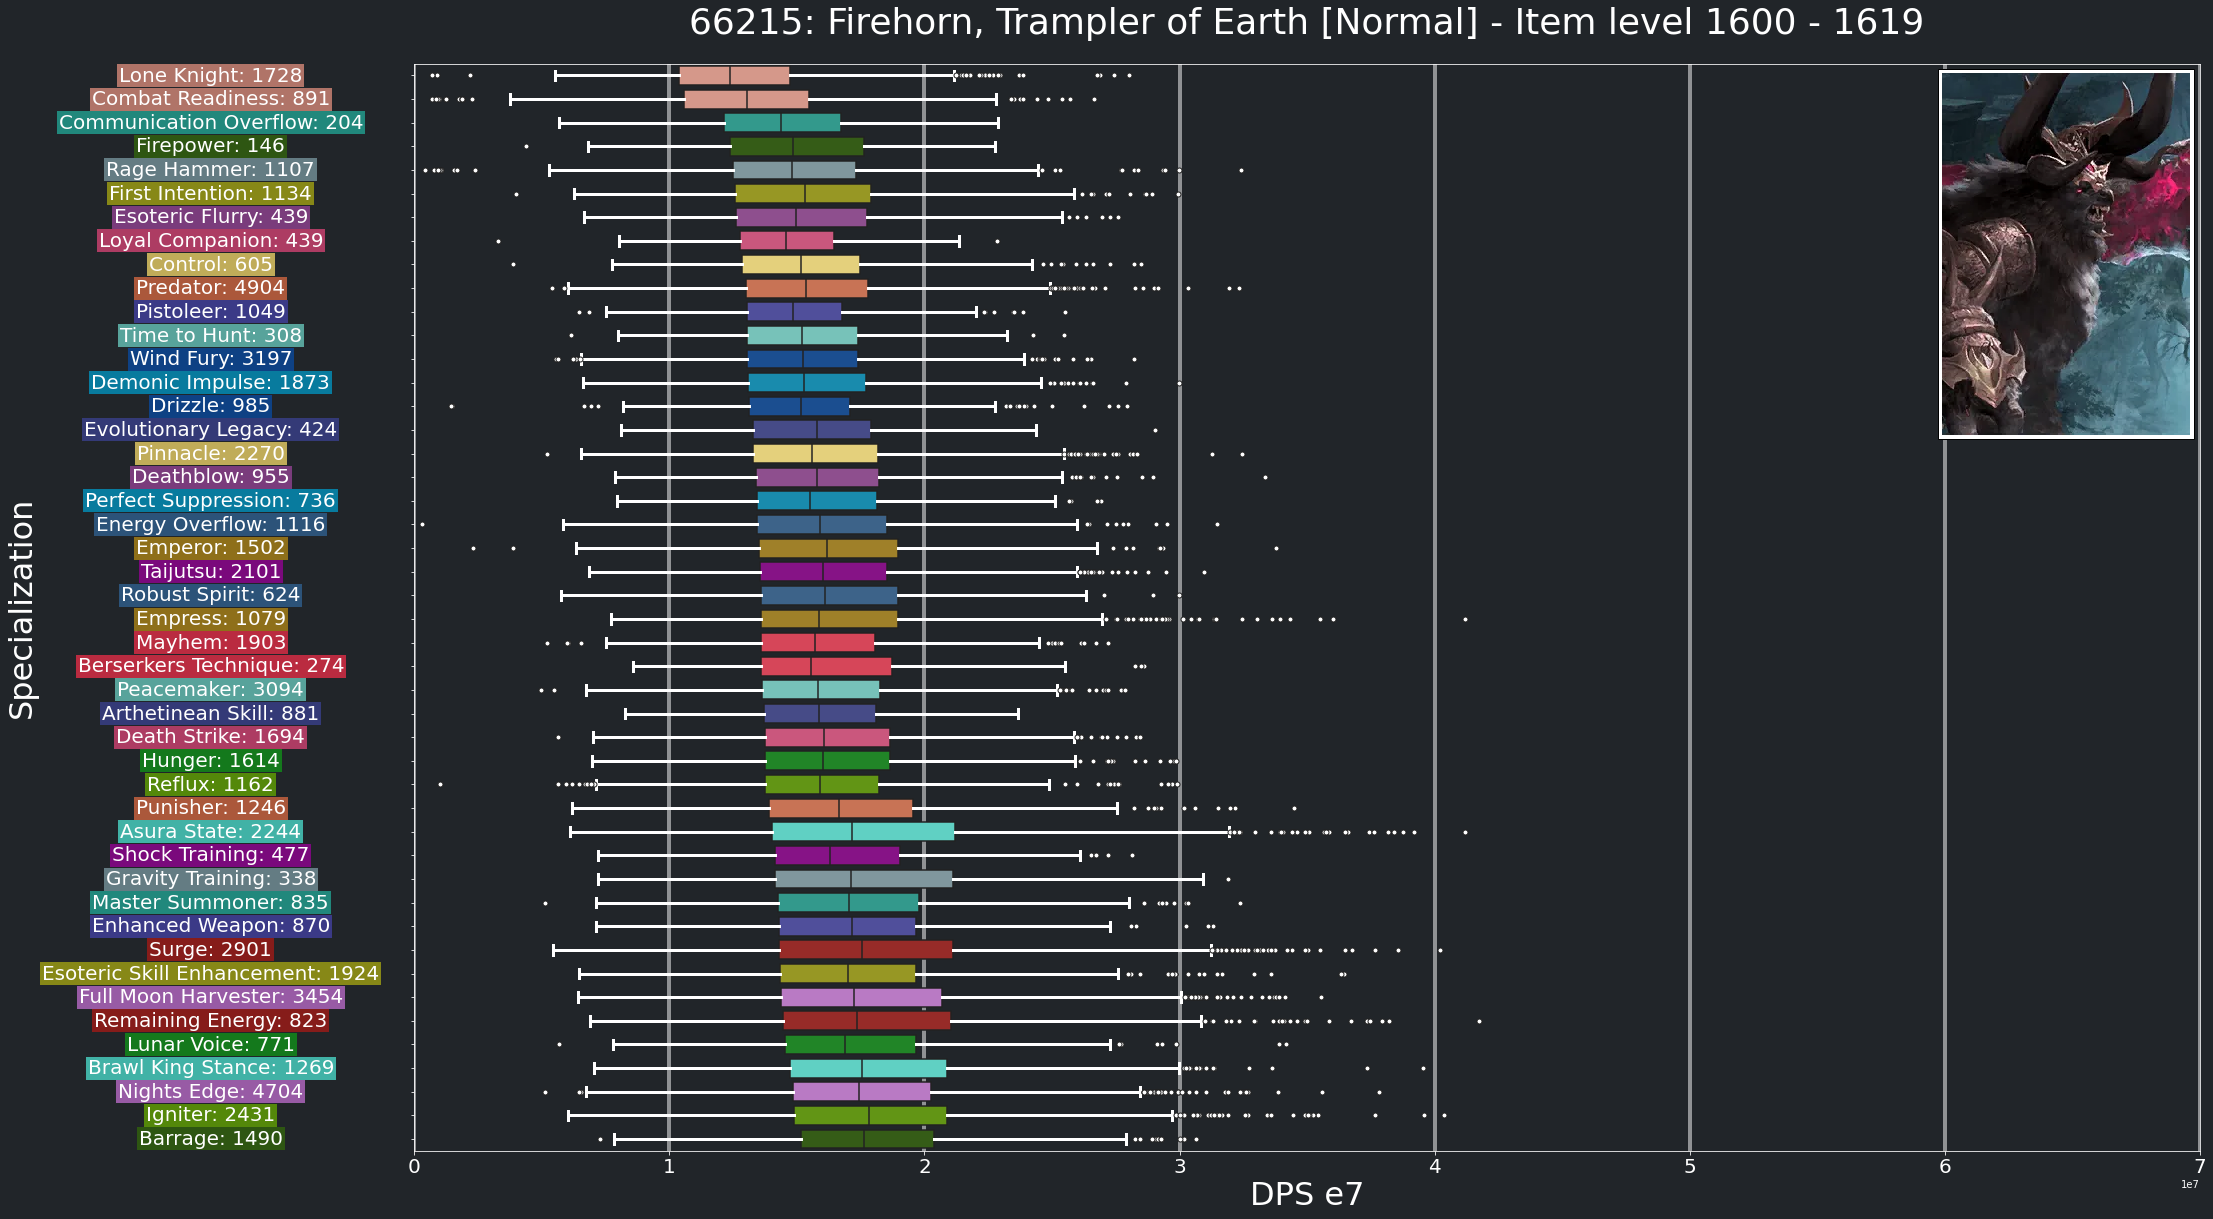 66215: Firehorn, Trampler of Earth [Normal] - Item level 1600 - 1619
Specialization
Lone Knight: 1728
Combat Readiness: 891
Communication Overflow: 204
Firepower: 146
Rage Hammer: 1107
First Intention: 1134
Esoteric Flurry: 439
Loyal Companion: 439
Control: 605
Predator: 4904
Pistoleer: 1049
Time to Hunt: 308
Wind Fury: 3197
Demonic Impulse: 1873
Drizzle: 985
Evolutionary Legacy: 424
Pinnacle: 2270
Deathblow: 955
Perfect Suppression: 736
Energy Overflow: 1116
Emperor: 1502
Taijutsu: 2101
Robust Spirit: 624
Empress: 1079
Mayhem: 1903
Berserkers Technique: 274
Peacemaker: 3094
Arthetinean Skill: 881
Death Strike: 1694
Hunger: 1614
Reflux: 1162
Punisher: 1246
Asura State: 2244
Shock Training: 477
Gravity Training: 338
Master Summoner: 835
Enhanced Weapon: 870
Surge: 2901
Esoteric Skill Enhancement: 1924
Full Moon Harvester: 3454
Remaining Energy: 823
Lunar Voice: 771
Brawl King Stance: 1269
Nights Edge: 4704
Igniter: 2431
Barrage: 1490
0 1 2 3 4 5 6 7
1e7
DPS e7